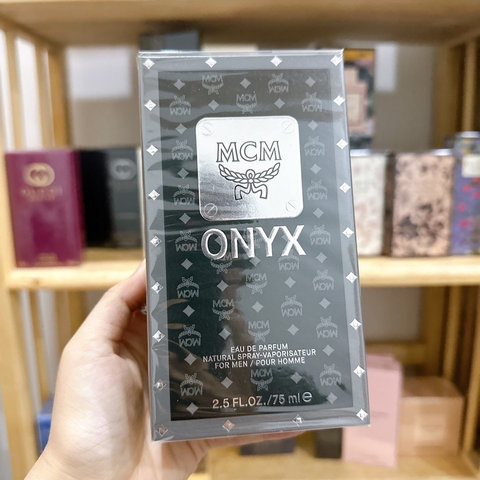 MCM
ONYX
EAU DE PARFUM
NATURAL SPRAY-VAPORISATEUR
FOR MEN / POUR HOMME
2.5 FL.OZ./75 ml e